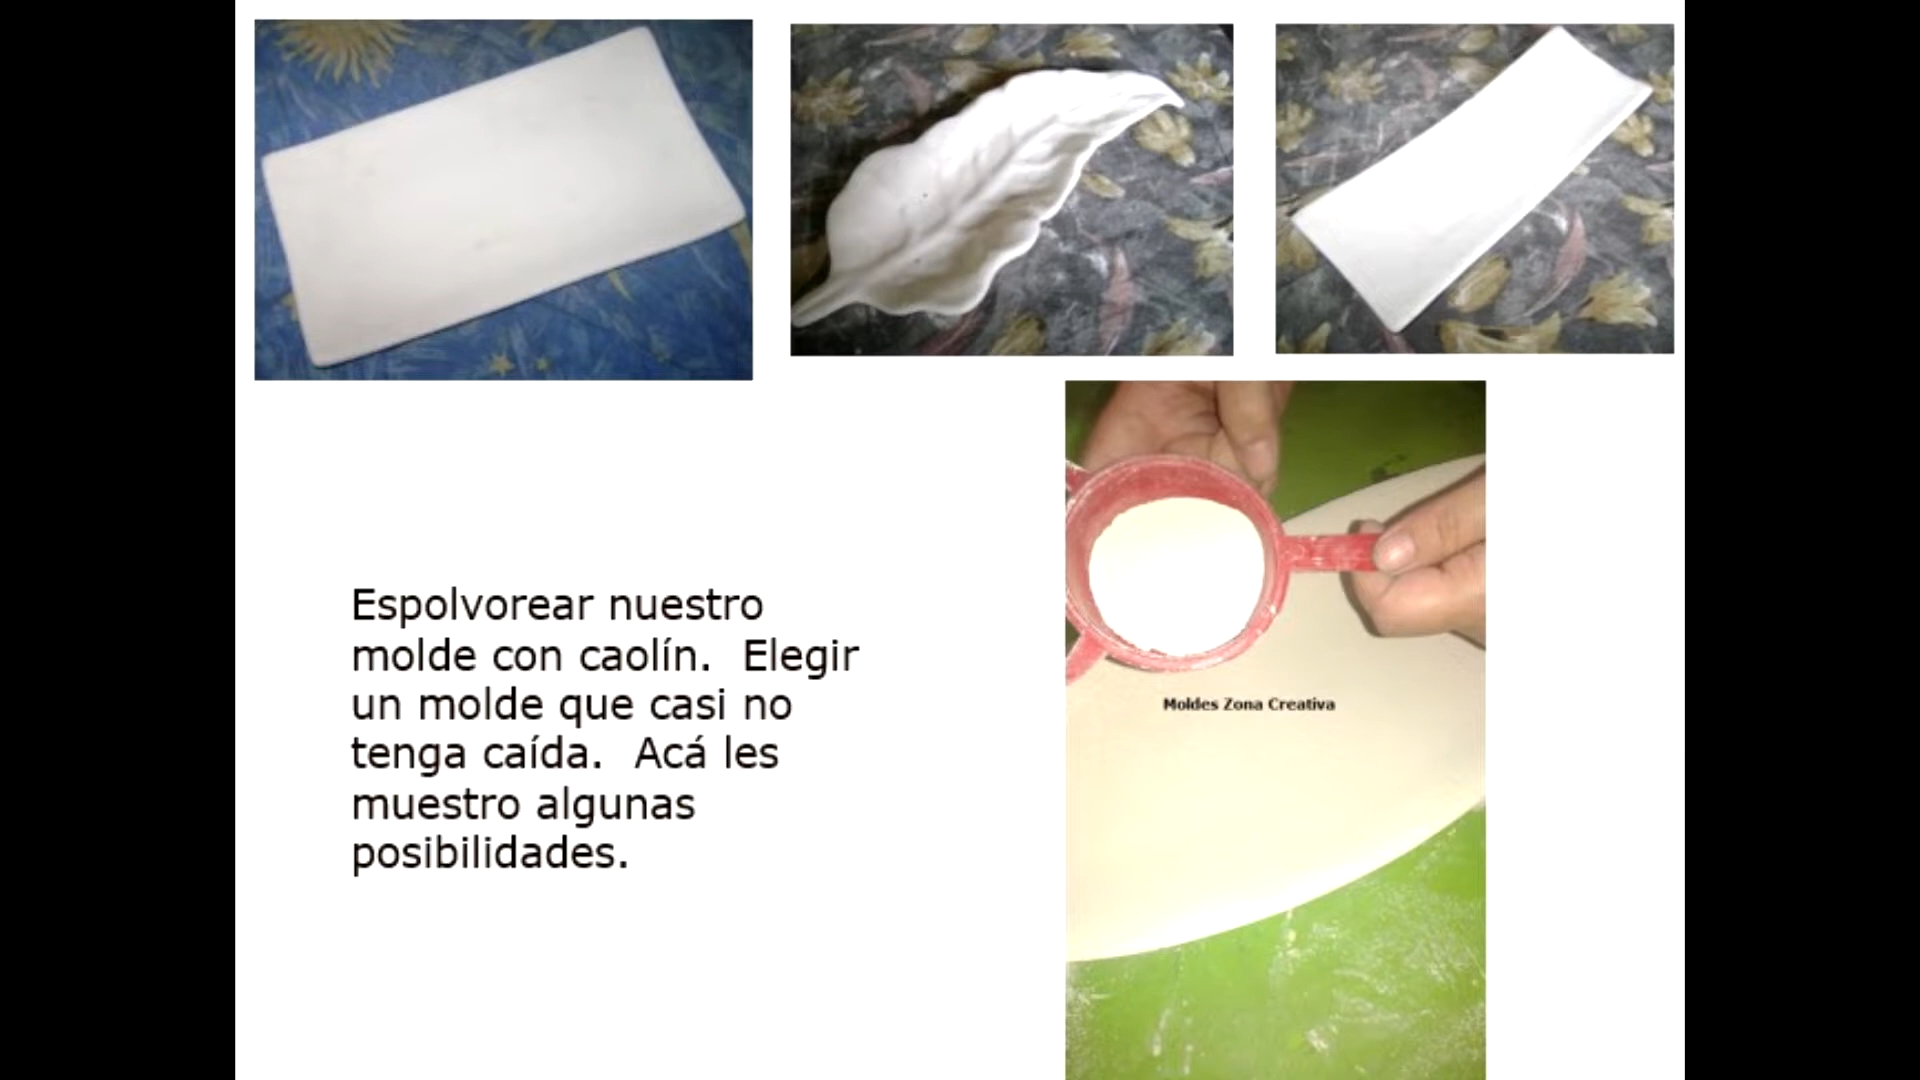 Espolvorear nuestro
molde con caolín.  Elegir
un molde que casi no
tenga caída.  Acá les
muestro algunas
posibilidades.
Moldes Zona Creativa